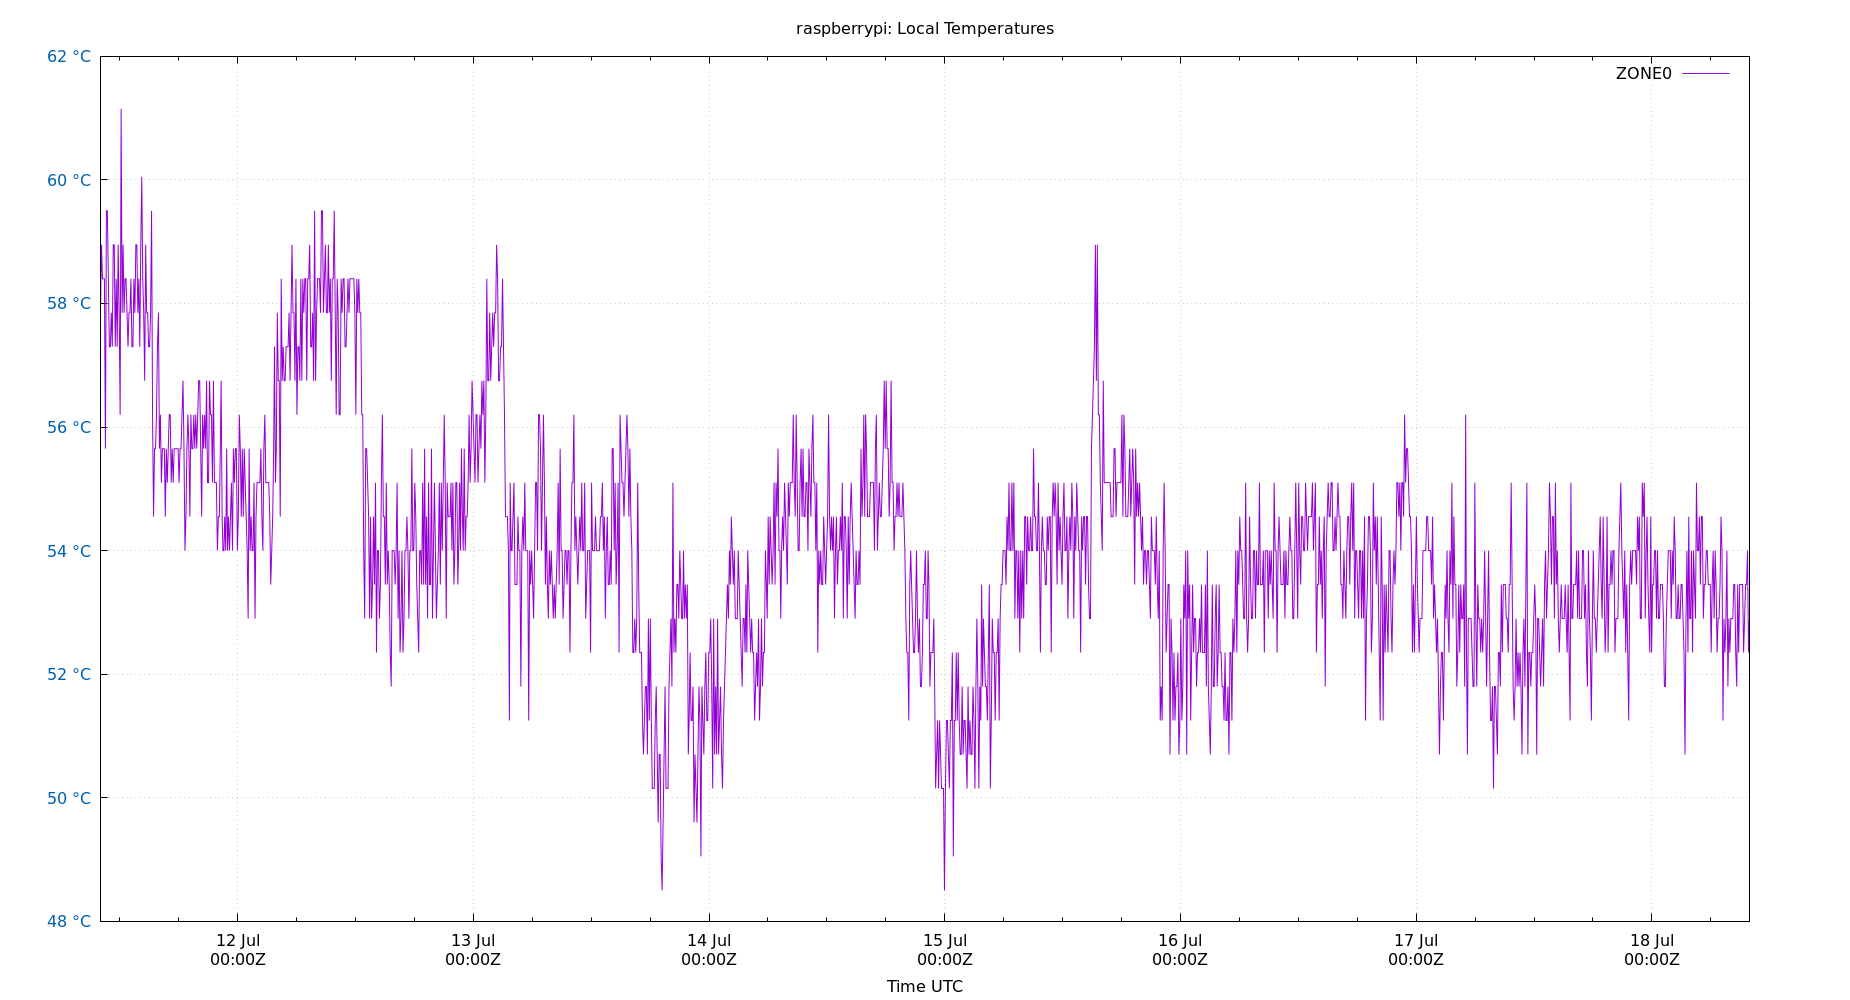 raspberrypi: Local Temperatures
62 °C
ZONE0
60 °C
58 °C
56 °C
54 °C
52 °C
50 °C
48 °C
12 Jul 13 Jul 14 Jul 15 Jul 16 Jul 17 Jul 18 Jul
00:00Z 00:00Z 00:00Z 00:00Z 00:00Z 00:00Z 00:00Z
Time UTC